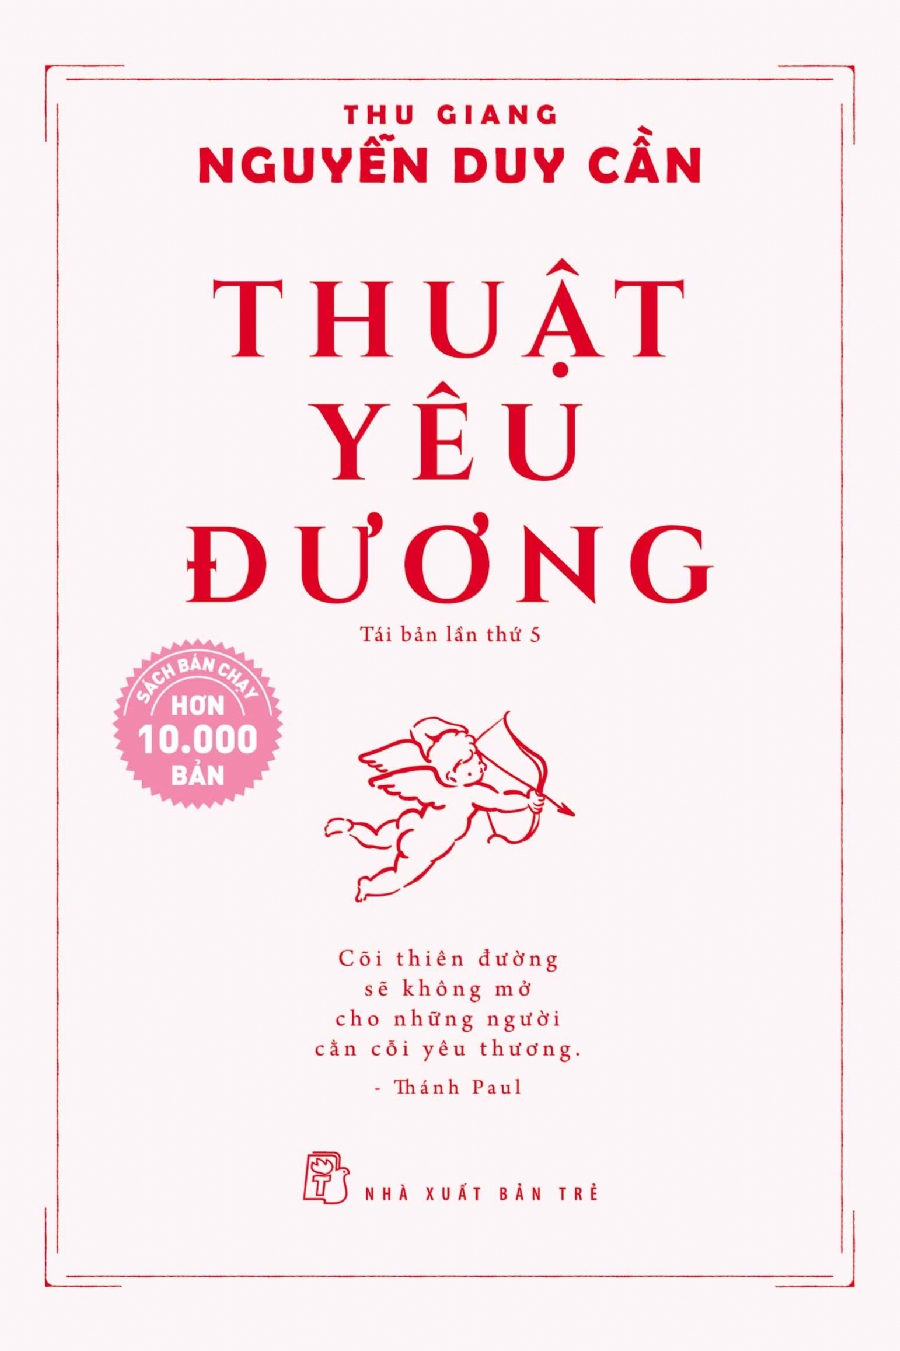 THU GIANG
NGUYỄN DUY CẦN
THUẬT
YÊU
ĐƯƠNG
Tái bản lần thứ 5
SÁCH BÁN CHẠY
HƠN
10.000
BẢN
Cõi thiên đường
sẽ không mở
cho những người
cằn cỗi yêu thương.
- Thánh Paul
T
NHÀ XUẤT BẢN TRẺ